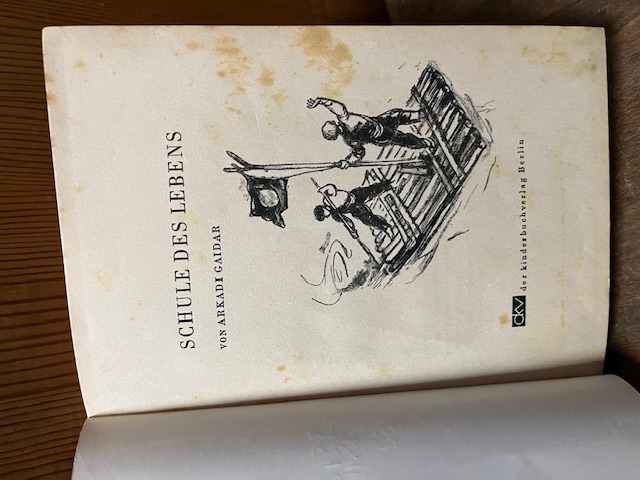 SCHULE DES LEBENS
VON ARKADI GAIDAR
dkv der kinderbuchverlag Berlin